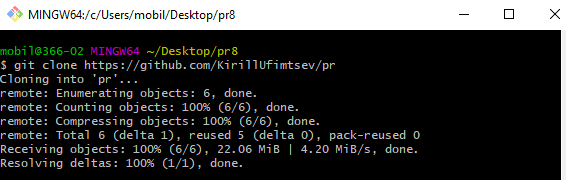 MINGW64:/c/Users/mobil/Desktop/pr8
mobil@366-02 MINGW64 ~/Desktop/pr8
$ git clone https://github.com/KirillUfimtsev/pr
Cloning into 'pr'...
remote: Enumerating objects: 6, done.
remote: Counting objects: 100% (6/6), done.
remote: Compressing objects: 100% (6/6), done.
remote: Total 6 (delta 1), reused 5 (delta 0), pack-reused 0
Receiving objects: 100% (6/6), 22.06 MiB | 4.20 MiB/s, done.
Resolving deltas: 100% (1/1), done.